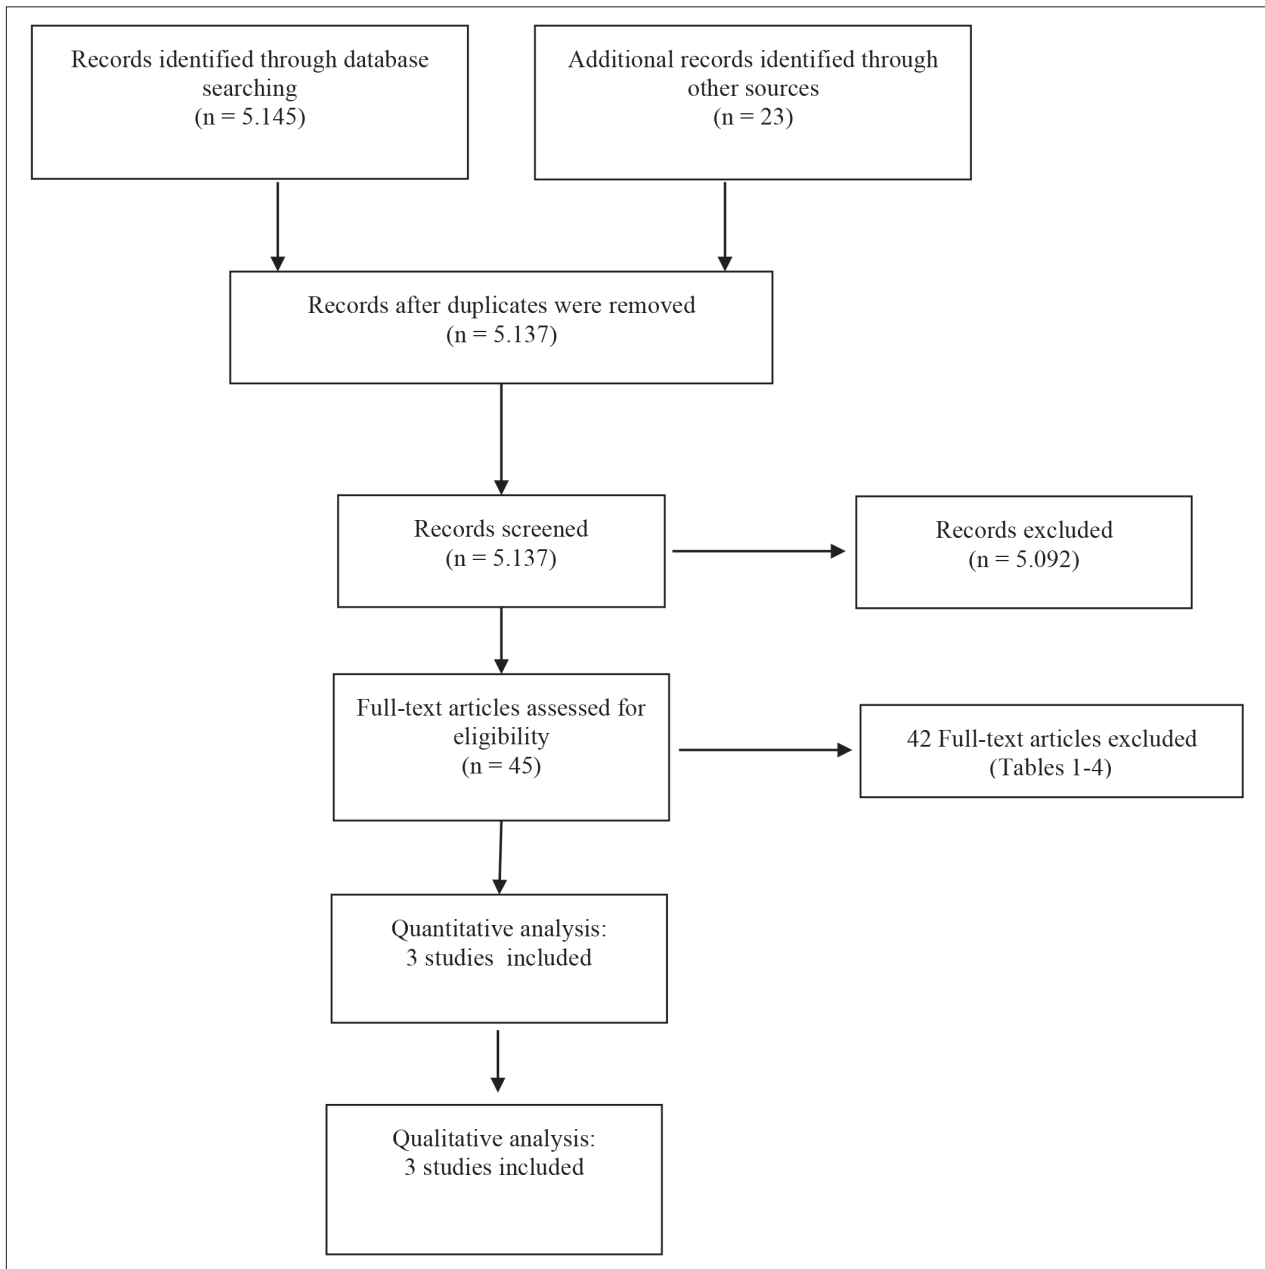 Records identified through database
searching
(n = 5.145)
Additional records identified through
other sources
(n = 23)
Records after duplicates were removed
(n = 5.137)
Records screened
(n = 5.137)
Records excluded
(n = 5.092)
Full-text articles assessed for
eligibility
(n = 45)
42 Full-text articles excluded
(Tables 1-4)
Quantitative analysis:
3 studies  included
Qualitative analysis:
3 studies included